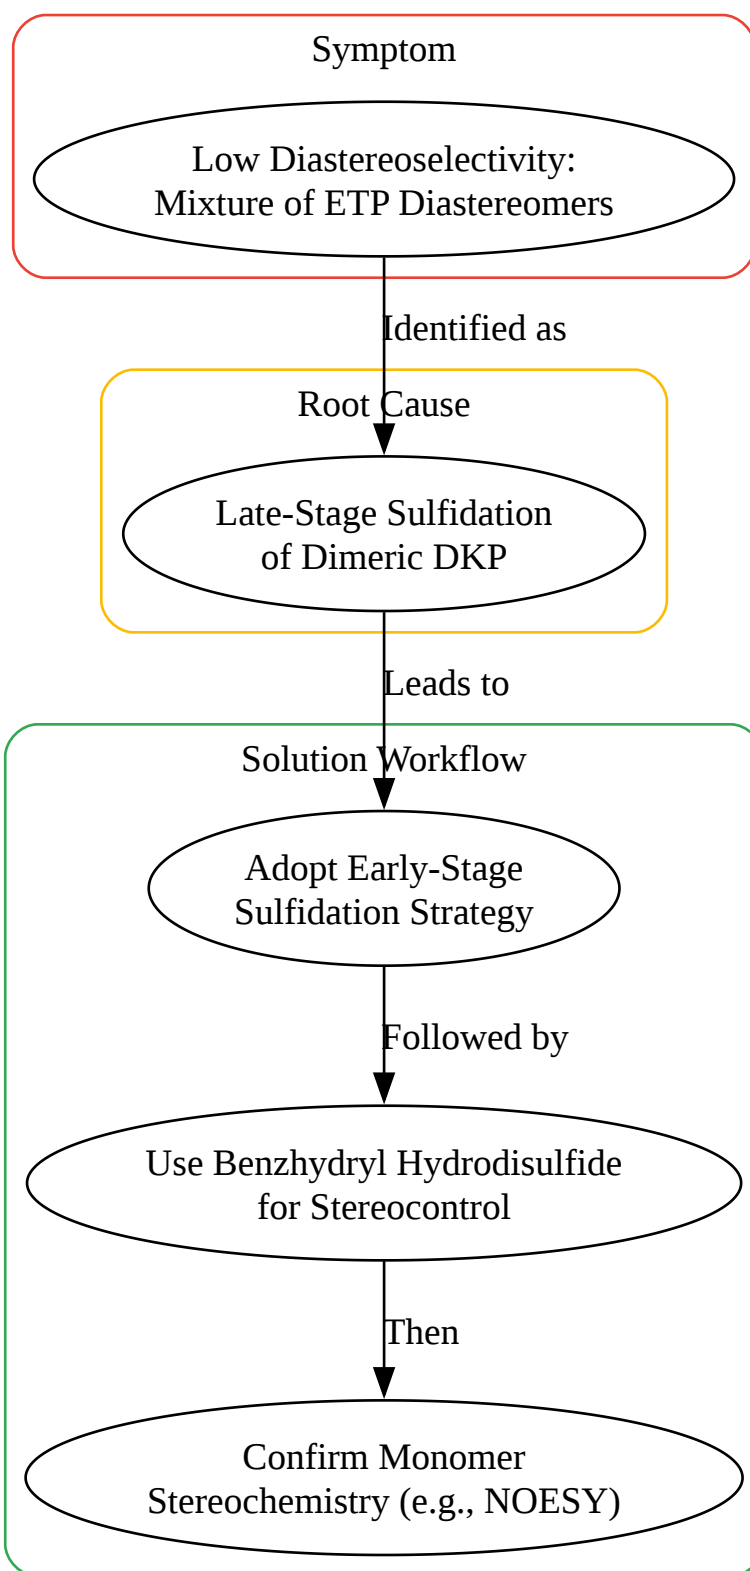 Symptom
Low Diastereoselectivity:
Mixture of ETP Diastereomers
Identified as
Root Cause
Late-Stage Sulfidation
of Dimeric DKP
Leads to
Solution Workflow
Adopt Early-Stage
Sulfidation Strategy
Followed by
Use Benzhydryl Hydrodisulfide
for Stereocontrol
Then
Confirm Monomer
Stereochemistry (e.g., NOESY)